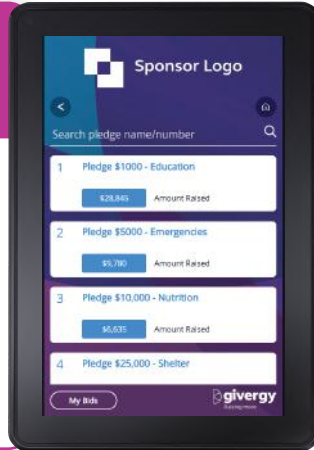 Sponsor Logo
<
Search pledge name/number
1 Pledge $1000 - Education
$28,845 Amount Raised
2 Pledge $5000 - Emergencies
$9,780 Amount Raised
3 Pledge $10,000 - Nutrition
$6,635 Amount Raised
4 Pledge $25,000 - Shelter
My Bids
givergy